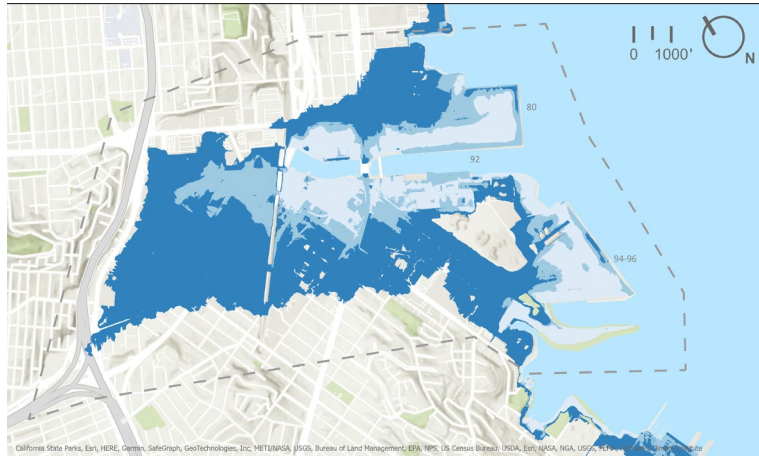 0 1000'
N
80
92
94-96
California State Parks, Esri, HERE, Garmin, SafeGraph, GeoTechnologies, Inc, METI/NASA, USGS, Bureau of Land Management, EPA, NPS, US Census Bureau, USDA, Esri, NASA, NGA, USGS,